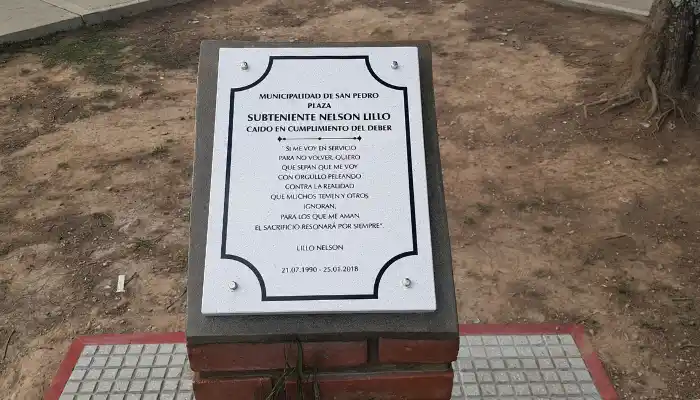 MUNICIPALIDAD DE SAN PEDRO
PLAZA
SUBTENIENTE NELSON LILLO
CAIDO EN CUMPLIMIENTO DEL DEBER
SI ME VOY EN SERVICIO
PARA NO VOLVER, QUIERO
QUE SEPAN QUE ME VOY
CON ORGULLO PELEANDO
CONTRA LA REALIDAD
QUE MUCHOS TEMEN Y OTROS
IGNORAN,
PARA LOS QUE ME AMAN
EL SACRIFICIO RESONARÁ POR SIEMPRE".
LILLO NELSON
21.07.1990 - 25.01.2018